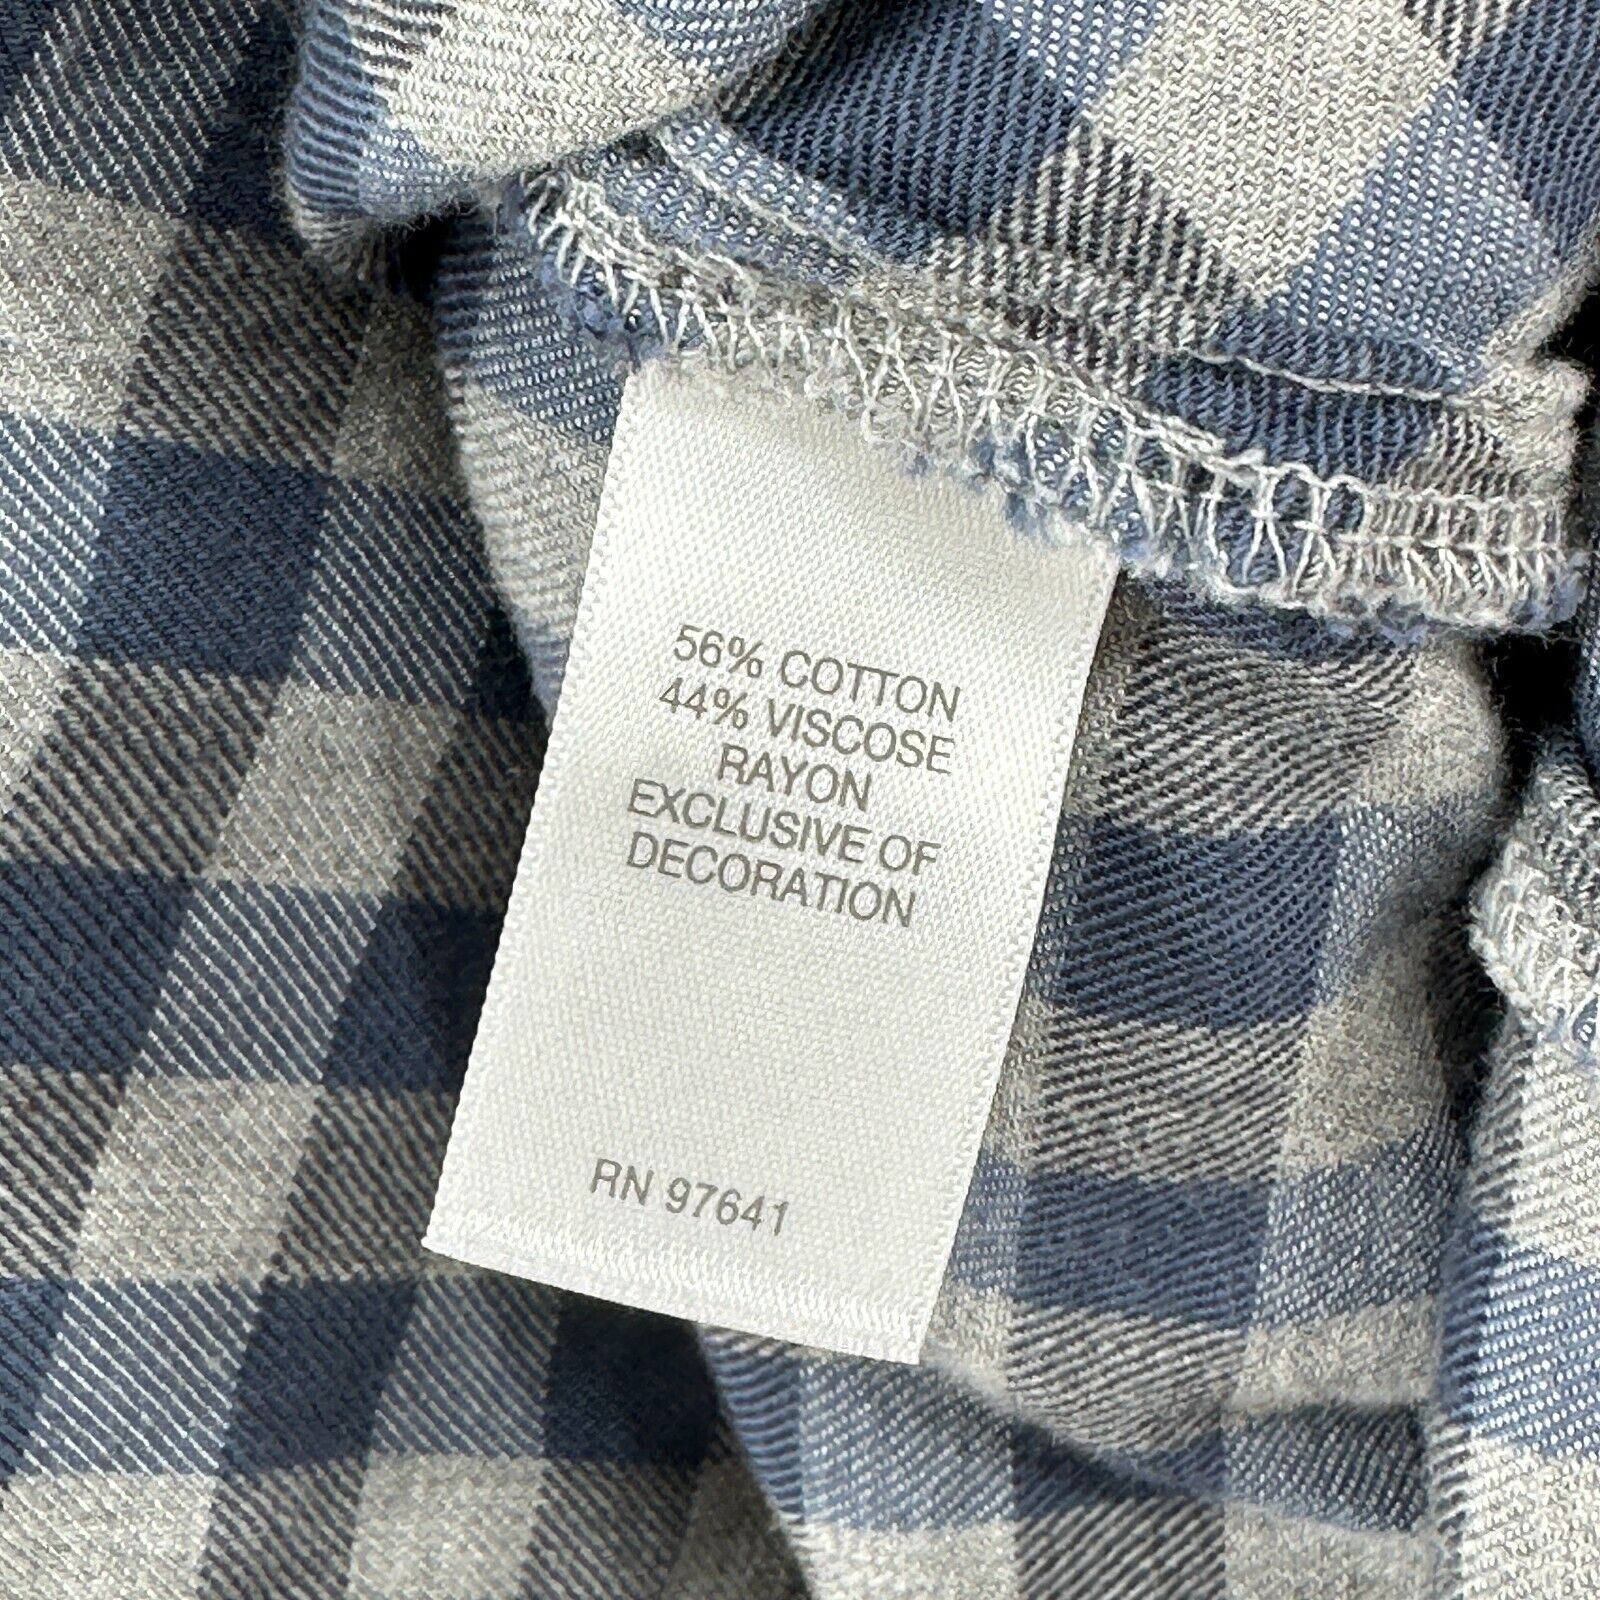 56% COTTON
44% VISCOSE
RAYON
EXCLUSIVE OF
DECORATION
RN 97641